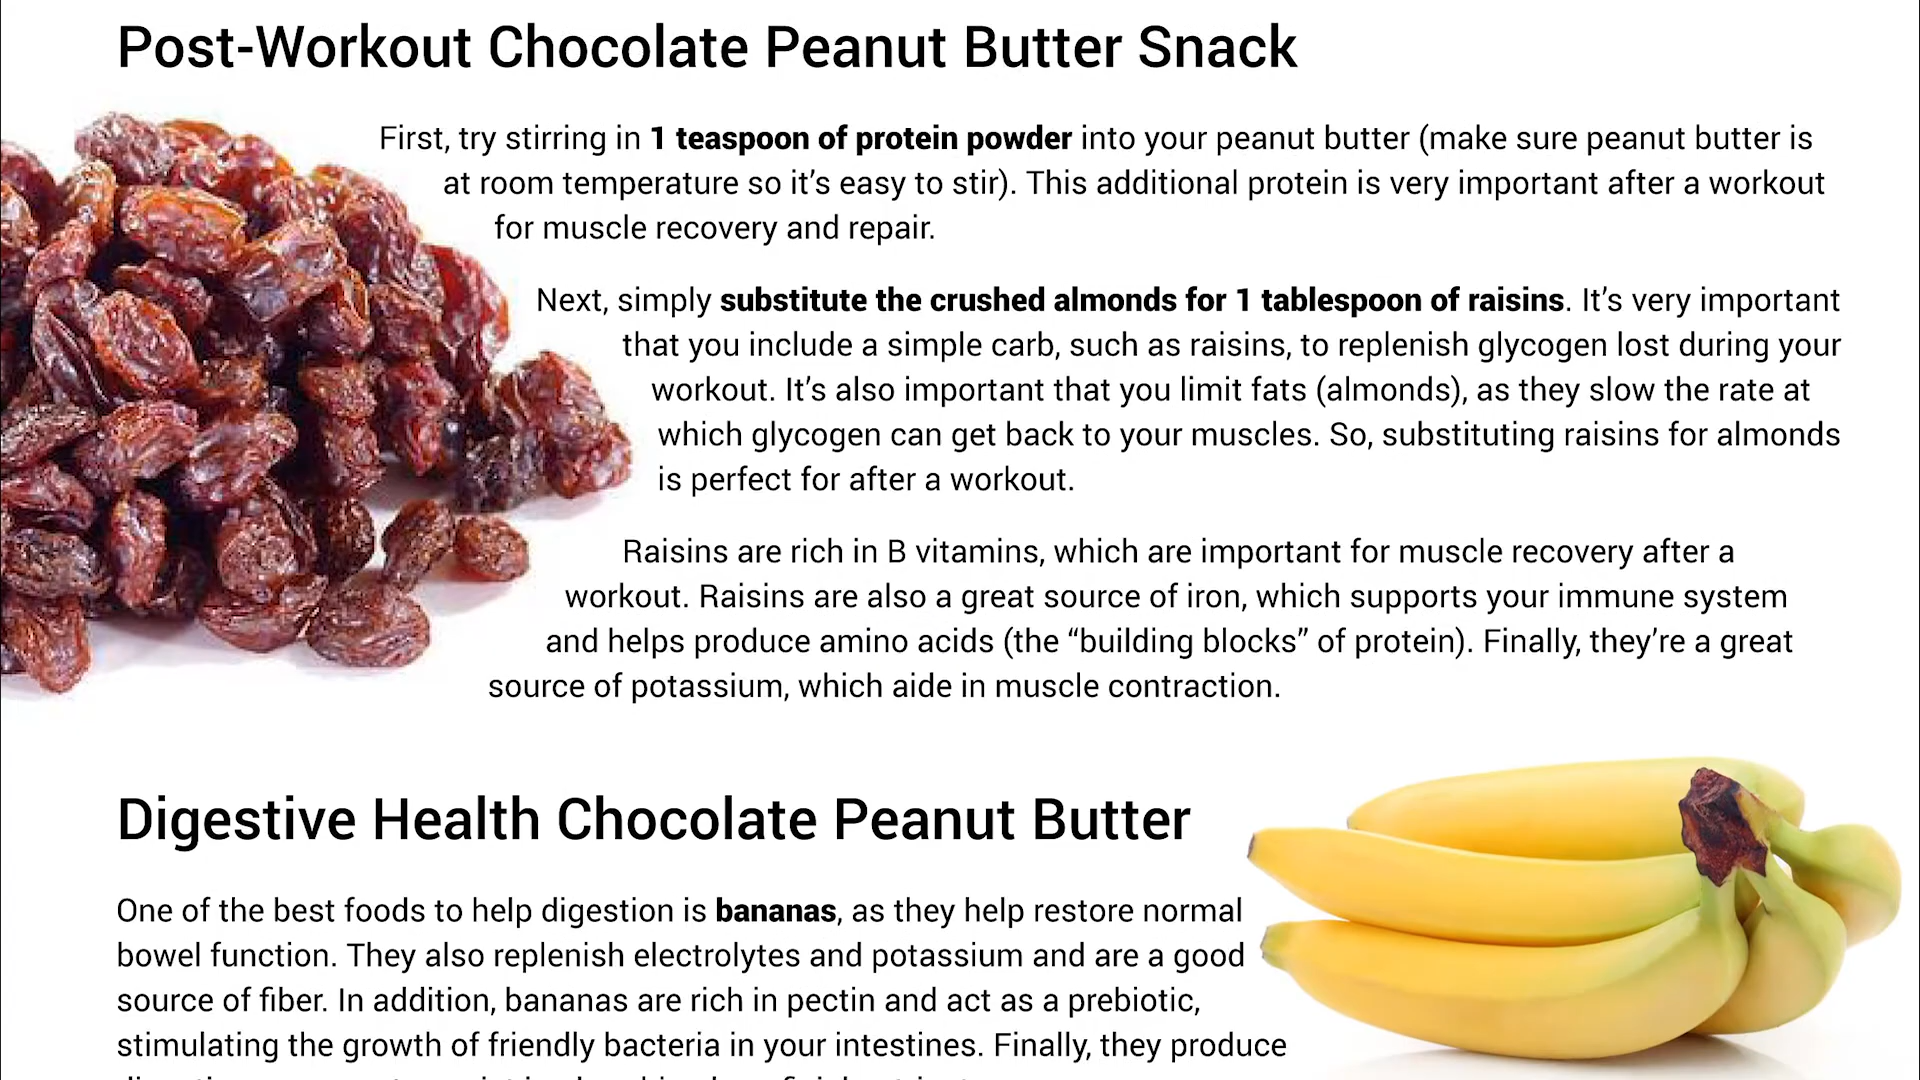 Post-Workout Chocolate Peanut Butter Snack
First, try stirring in 1 teaspoon of protein powder into your peanut butter (make sure peanut butter is
at room temperature so it’s easy to stir). This additional protein is very important after a workout
for muscle recovery and repair.
Next, simply substitute the crushed almonds for 1 tablespoon of raisins. It’s very important
that you include a simple carb, such as raisins, to replenish glycogen lost during your
workout. It’s also important that you limit fats (almonds), as they slow the rate at
which glycogen can get back to your muscles. So, substituting raisins for almonds
is perfect for after a workout.
Raisins are rich in B vitamins, which are important for muscle recovery after a
workout. Raisins are also a great source of iron, which supports your immune system
and helps produce amino acids (the “building blocks” of protein). Finally, they’re a great
source of potassium, which aide in muscle contraction.
Digestive Health Chocolate Peanut Butter
One of the best foods to help digestion is bananas, as they help restore normal
bowel function. They also replenish electrolytes and potassium and are a good
source of fiber. In addition, bananas are rich in pectin and act as a prebiotic,
stimulating the growth of friendly bacteria in your intestines. Finally, they produce